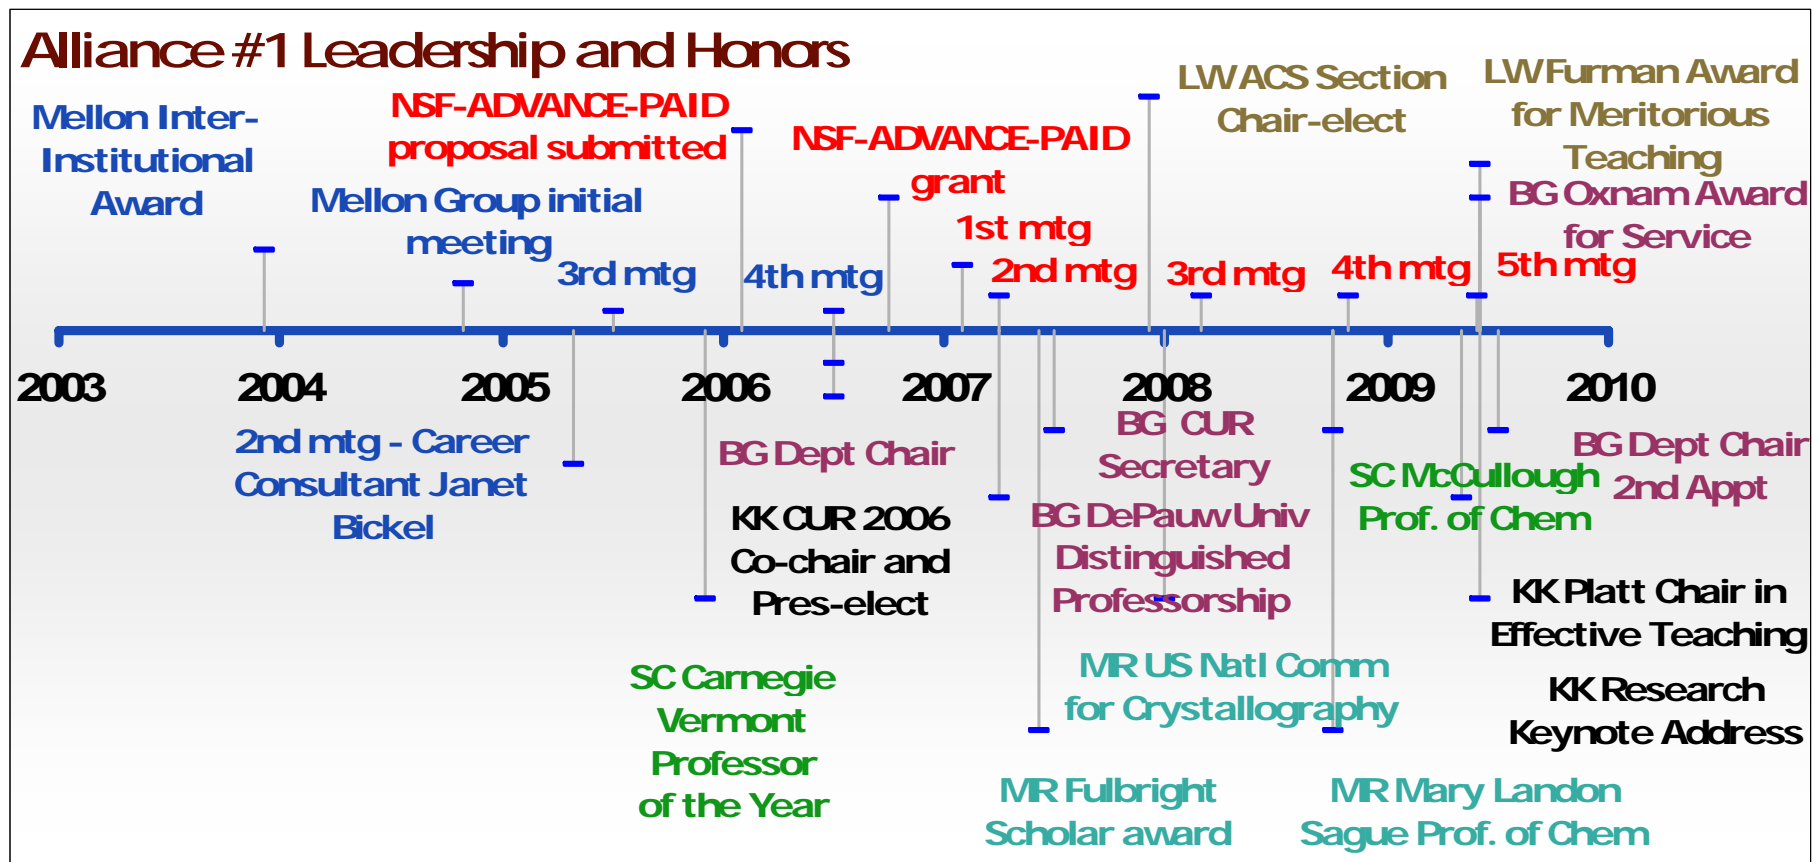 Alliance #1 Leadership and Honors
Mellon Inter-
Institutional
Award
NSF-ADVANCE-PAID
proposal submitted
Mellon Group initial
meeting
3rd mtg
4th mtg
NSF-ADVANCE-PAID
grant
1st mtg
2nd mtg
LW ACS Section
Chair-elect
3rd mtg
4th mtg
LW Furman Award
for Meritorious
Teaching
BG Oxnam Award
for Service
5th mtg
2003
2004
2005
2006
2007
2008
2009
2010
2nd mtg - Career
Consultant Janet
Bickel
BG Dept Chair
KK CUR 2006
Co-chair and
Pres-elect
SC Carnegie
Vermont
Professor
of the Year
BG CUR
Secretary
BG DePauw Univ
Distinguished
Professorship
MR US Natl Comm
for Crystallography
MR Fulbright
Scholar award
SC McCullough
Prof. of Chem
BG Dept Chair
2nd Appt
KK Platt Chair in
Effective Teaching
KK Research
Keynote Address
MR Mary Landon
Sague Prof. of Chem